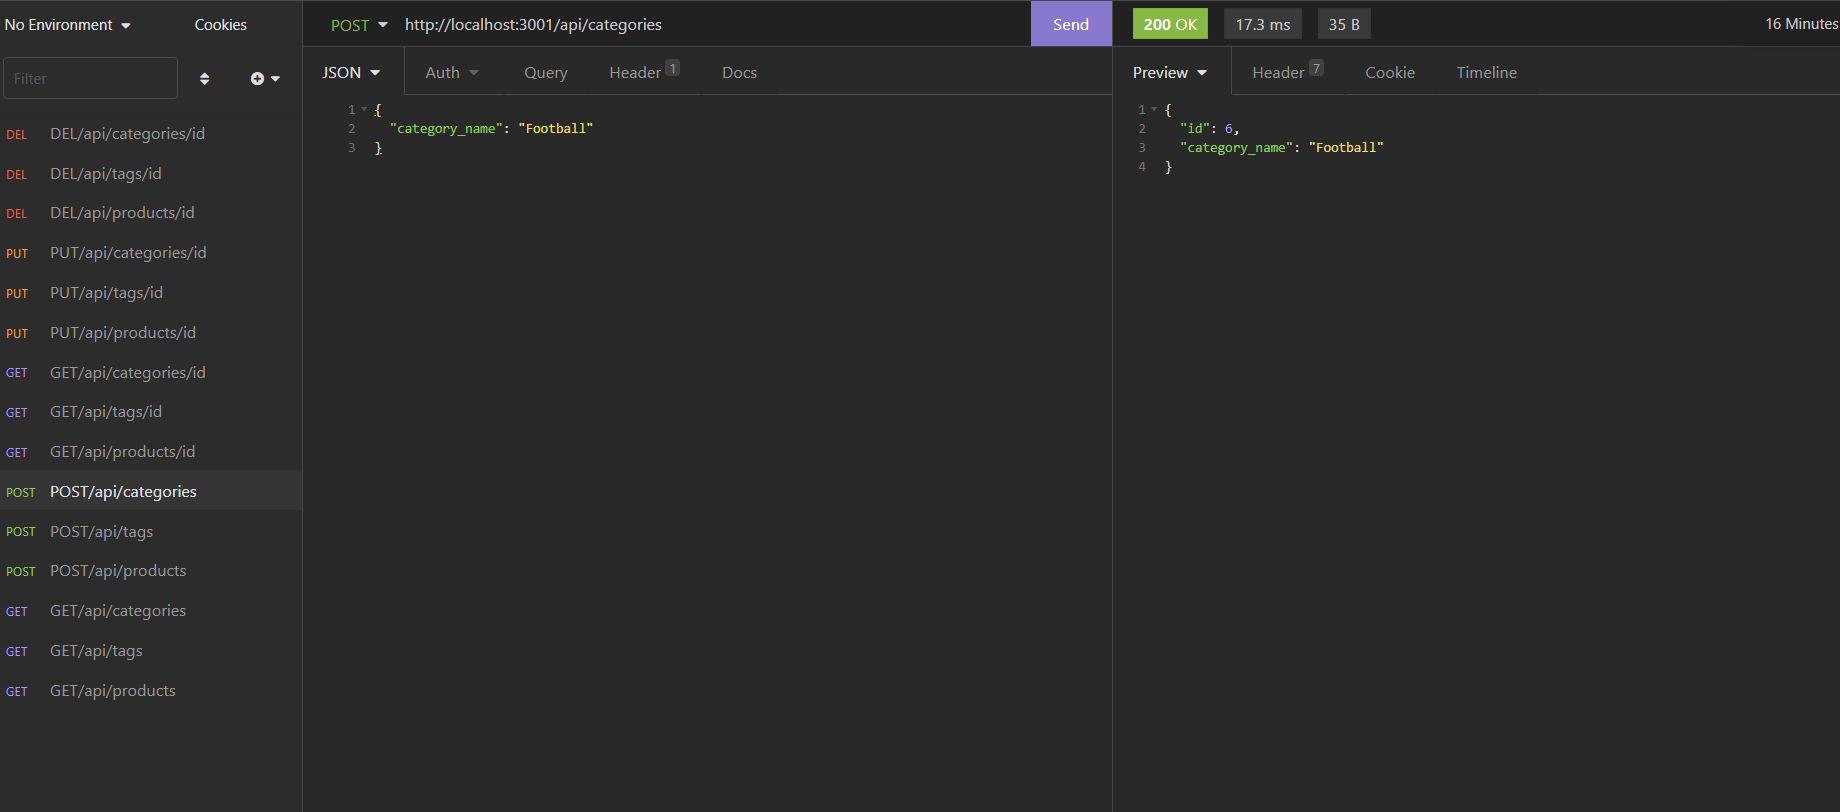 No Environment Cookies
Filter
DEL DEL/api/categories/id
DEL DEL/api/tags/id
DEL DEL/api/products/id
PUT PUT/api/categories/id
PUT PUT/api/tags/id
PUT PUT/api/products/id
GET GET/api/categories/id
GET GET/api/tags/id
GET GET/api/products/id
POST POST/api/categories
POST POST/api/tags
POST POST/api/products
GET GET/api/categories
GET GET/api/tags
GET GET/api/products
POST http://localhost:3001/api/categories Send
JSON Auth Query Header 1 Docs
1 {
2 "category_name": "Football"
3 }
200 OK 17.3 ms 35 B 16 Minutes
Preview Header 7 Cookie Timeline
1 {
2 "id": 6,
3 "category_name": "Football"
4 }